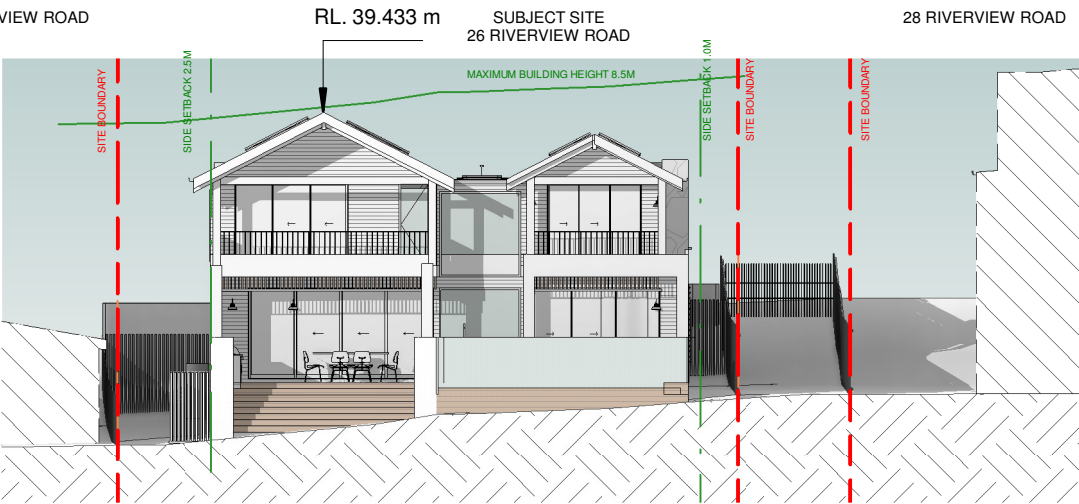 VIEW ROAD
RL. 39.433 m
SUBJECT SITE
26 RIVERVIEW ROAD
28 RIVERVIEW ROAD
SITE BOUNDARY
SIDE SETBACK 2.5M
MAXIMUM BUILDING HEIGHT 8.5M
SIDE SETBACK 1.0M
SITE BOUNDARY
SITE BOUNDARY